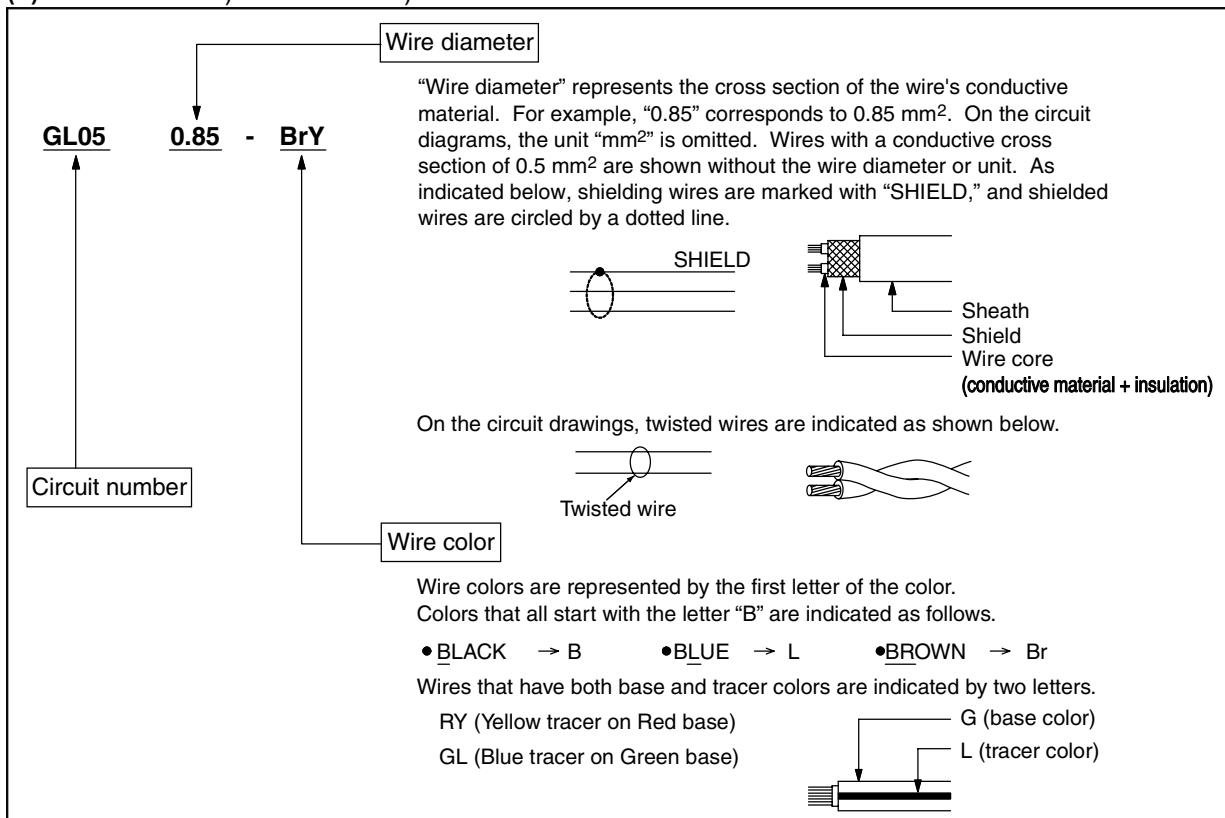 Wire diameter
“Wire diameter” represents the cross section of the wire's conductive
material. For example, “0.85” corresponds to 0.85 mm². On the circuit
diagrams, the unit “mm²” is omitted. Wires with a conductive cross
section of 0.5 mm² are shown without the wire diameter or unit. As
indicated below, shielding wires are marked with “SHIELD,” and shielded
wires are circled by a dotted line.
GL05 0.85 - BrY
SHIELD
Sheath
Shield
Wire core
(conductive material + insulation)
On the circuit drawings, twisted wires are indicated as shown below.
Twisted wire
Circuit number
Wire color
Wire colors are represented by the first letter of the color.
Colors that all start with the letter “B” are indicated as follows.
●BLACK → B ●BLUE → L ●BROWN → Br
Wires that have both base and tracer colors are indicated by two letters.
RY (Yellow tracer on Red base)
GL (Blue tracer on Green base)
G (base color)
L (tracer color)